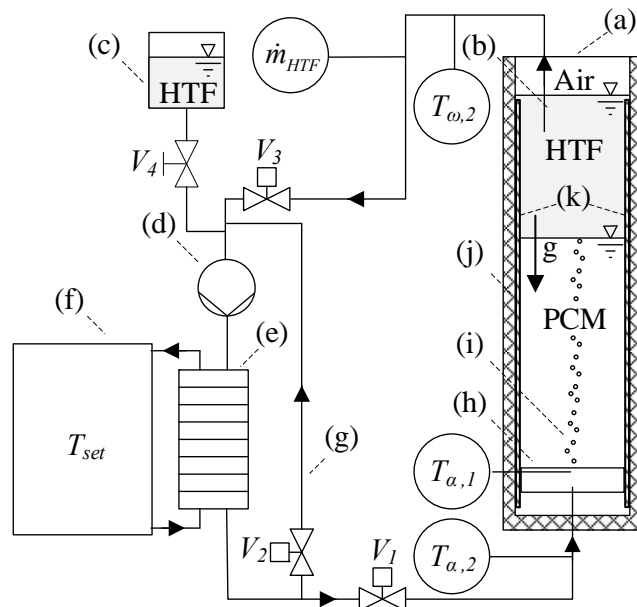 (a)
(b)
(c)
ṁ_HTF
Air
HTF
T_ω,2
HTF
V_4
V_3
(k)
g
(d)
(j)
(f)
(e)
PCM
(i)
T_set
(g)
(h)
T_α,1
V_2
V_1
T_α,2